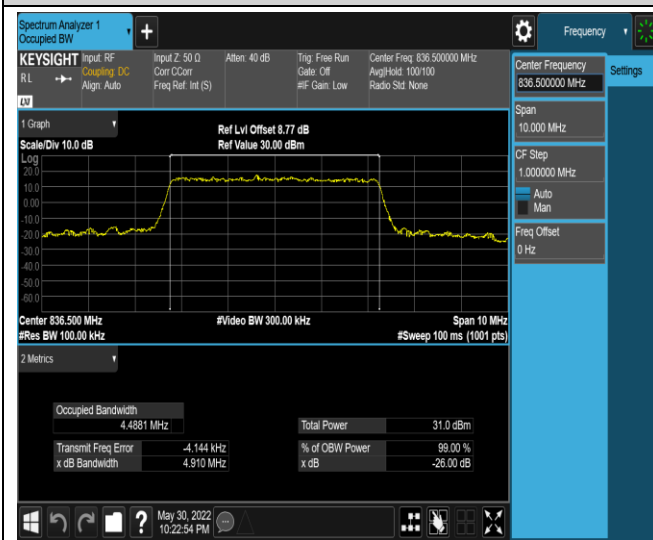 Spectrum Analyzer 1
Occupied BW
+
Frequency
KEYSIGHT
RL
LXI
Input: RF
Coupling: DC
Align: Auto
Input Z: 50 Ω
Corr CCorr
Freq Ref: Int (S)
Atten: 40 dB
Trig: Free Run
Gate: Off
#IF Gain: Low
Center Freq: 836.500000 MHz
Avg|Hold: 100/100
Radio Std: None
Center Frequency
836.500000 MHz
Settings
Span
10.000 MHz
CF Step
1.000000 MHz
Auto
Man
Freq Offset
0 Hz
1 Graph
Scale/Div 10.0 dB
Ref Lvl Offset 8.77 dB
Ref Value 30.00 dBm
Log
20.0
10.0
0.00
-10.0
-20.0
-30.0
-40.0
-50.0
-60.0
Center 836.500 MHz
#Video BW 300.00 kHz
Span 10 MHz
#Res BW 100.00 kHz
#Sweep 100 ms (1001 pts)
2 Metrics
Occupied Bandwidth
4.4881 MHz
Total Power 31.0 dBm
Transmit Freq Error -4.144 kHz
% of OBW Power 99.00 %
x dB Bandwidth 4.910 MHz
x dB -26.00 dB
?
May 30, 2022
10:22:54 PM